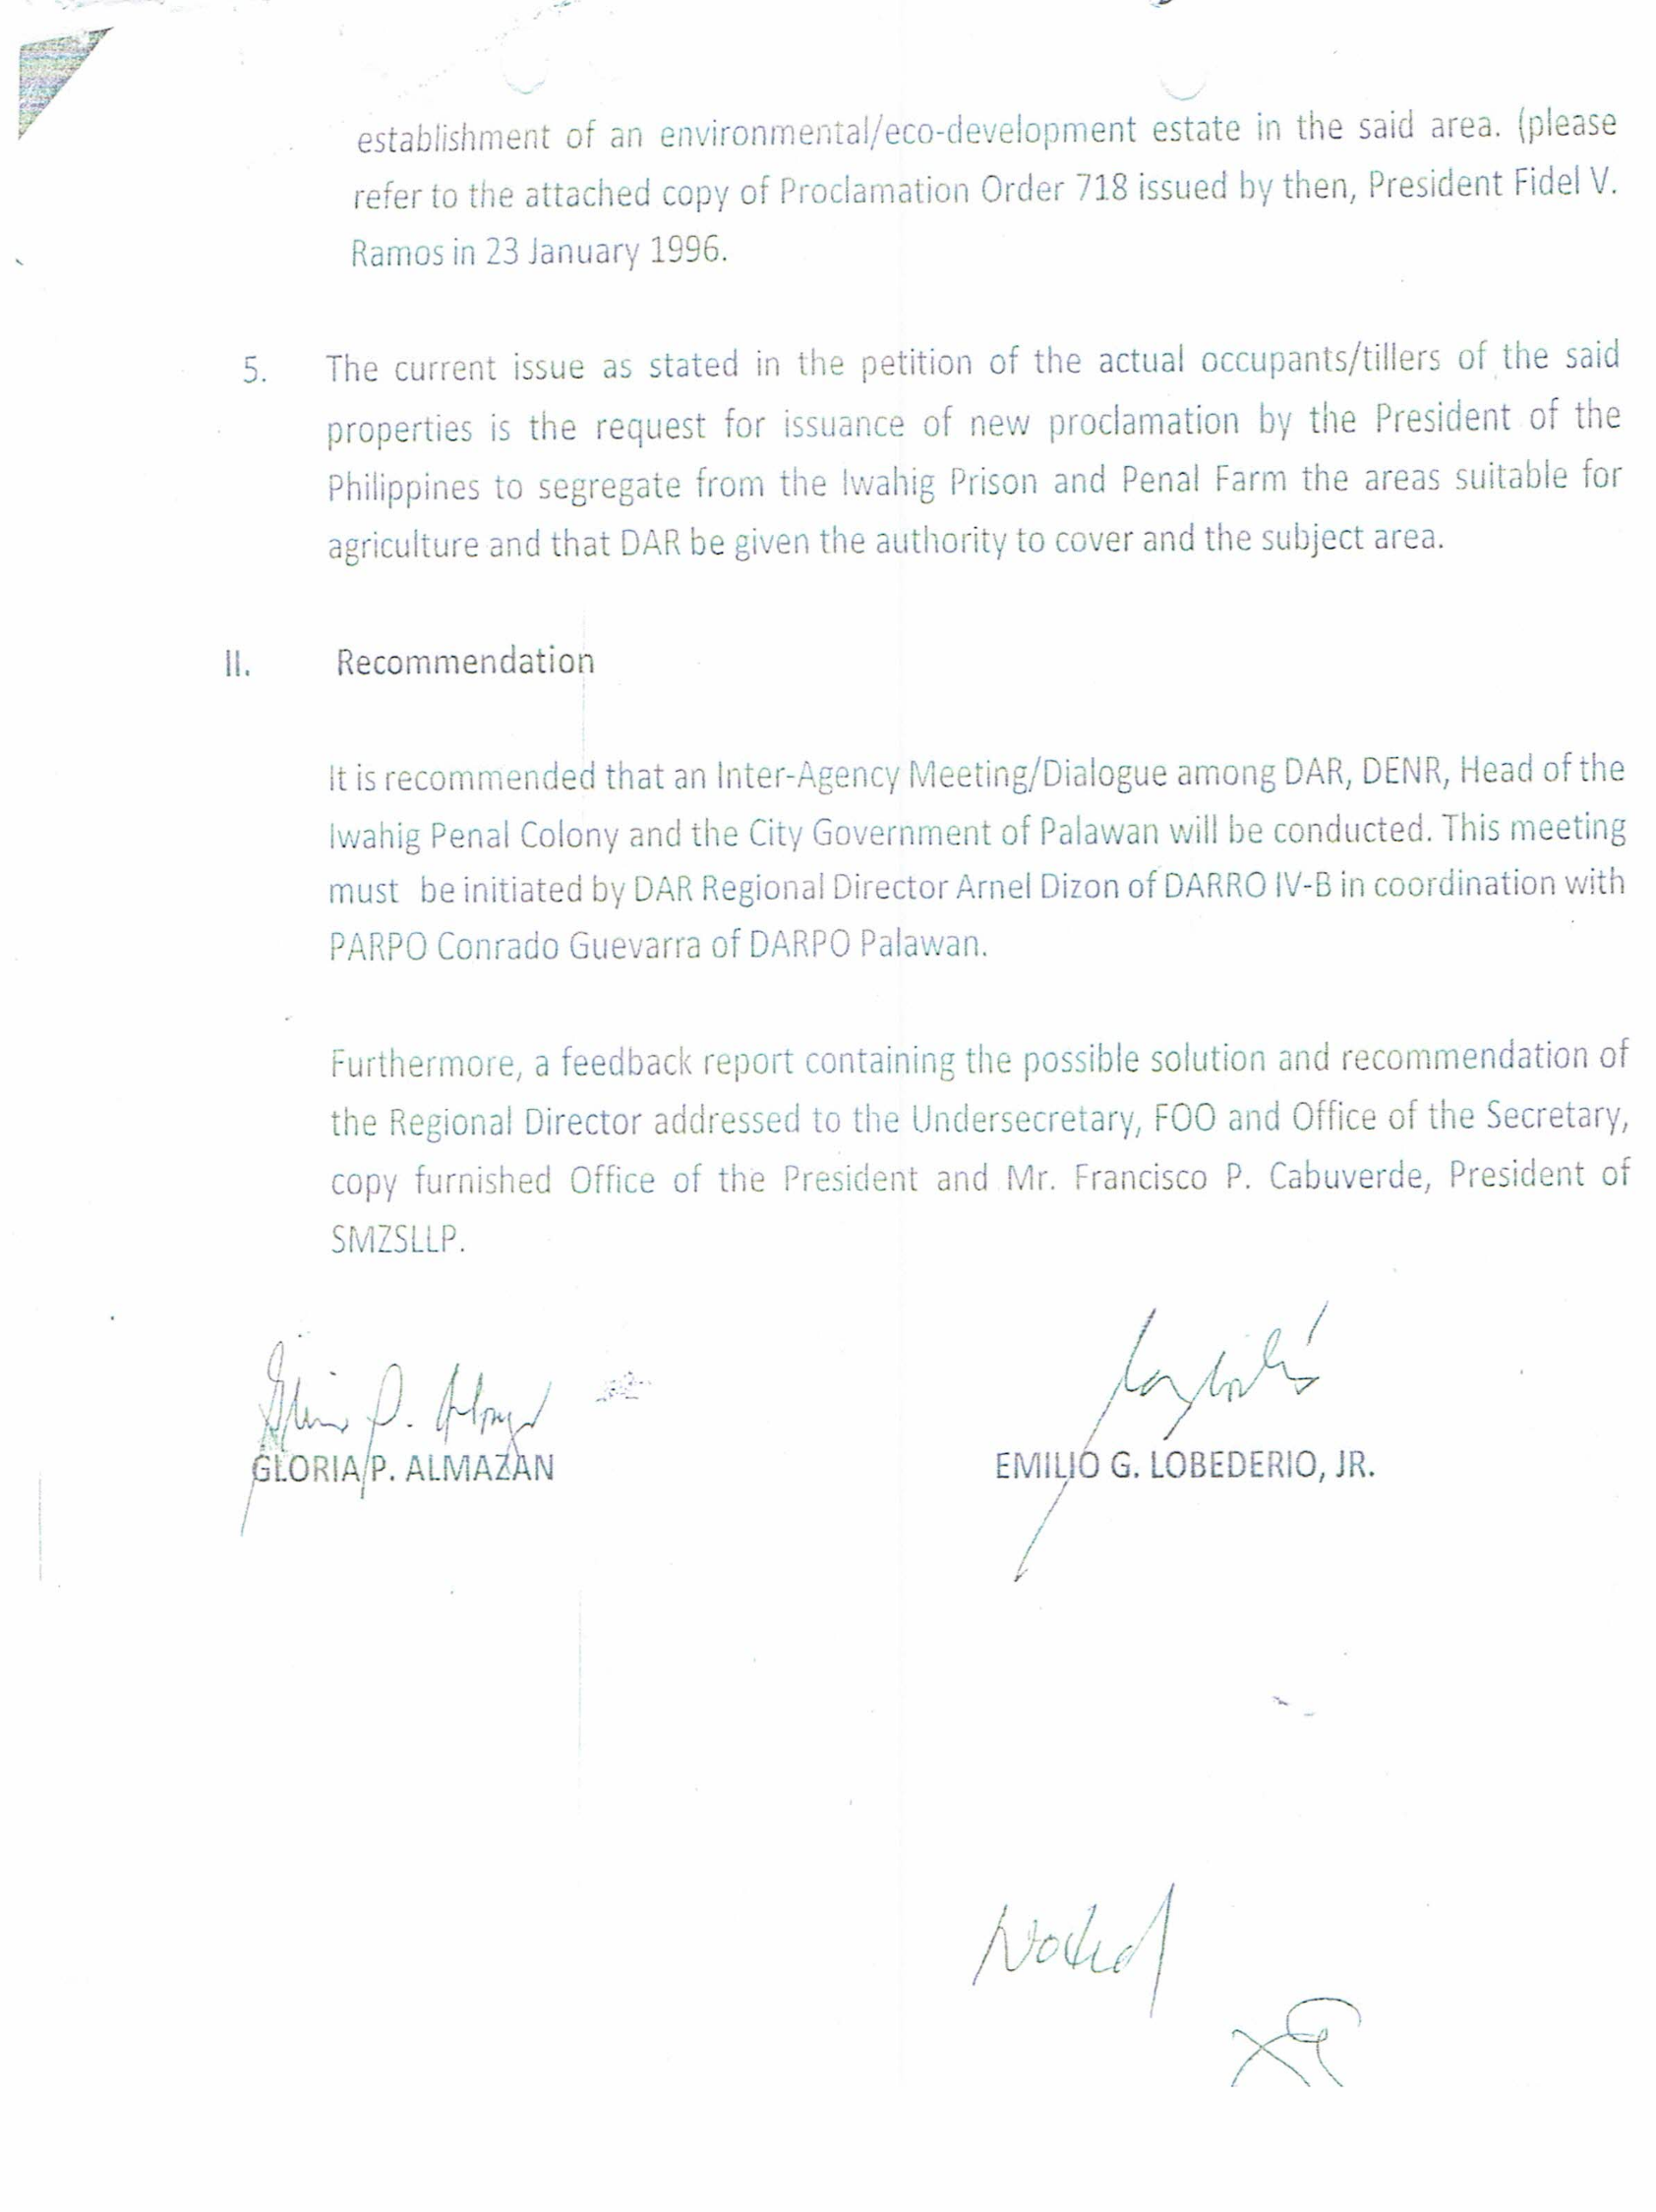 establishment of an environmental/eco-development estate in the said area. (please
refer to the attached copy of Proclamation Order 718 issued by then, President Fidel V.
Ramos in 23 January 1996.
5. The current issue as stated in the petition of the actual occupants/tillers of the said
properties is the request for issuance of new proclamation by the President of the
Philippines to segregate from the Iwahig Prison and Penal Farm the areas suitable for
agriculture and that DAR be given the authority to cover and the subject area.
II. Recommendation
It is recommended that an Inter-Agency Meeting/Dialogue among DAR, DENR, Head of the
Iwahig Penal Colony and the City Government of Palawan will be conducted. This meeting
must be initiated by DAR Regional Director Arnel Dizon of DARRO IV-B in coordination with
PARPO Conrado Guevarra of DARPO Palawan.
Furthermore, a feedback report containing the possible solution and recommendation of
the Regional Director addressed to the Undersecretary, FOO and Office of the Secretary,
copy furnished Office of the President and Mr. Francisco P. Cabuverde, President of
SMZSLLP.
GLORIA P. ALMAZAN
EMILIO G. LOBEDERIO, JR.
Noted